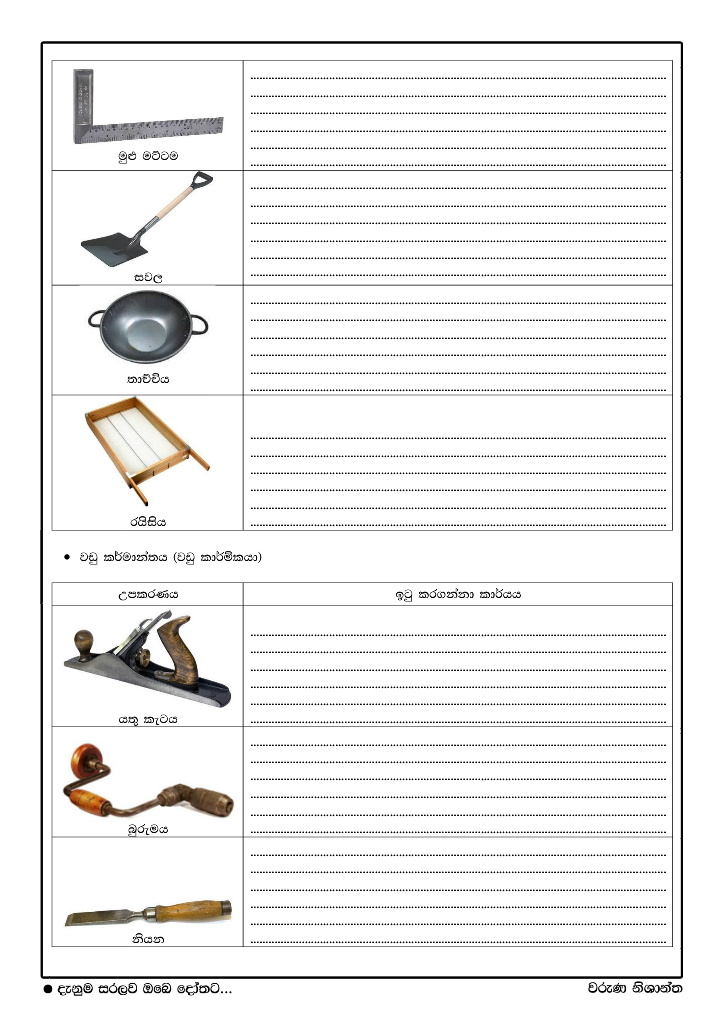 මුළු මට්ටම
සවල
තාච්චිය
රයිසිය
● වඩු කර්මාන්තය (වඩු කාර්මිකයා)
උපකරණය ඉටු කරගන්නා කාර්යය
යතු කැටය
බුරුමය
නියන
● දැනුම සරලව ඔබෙ දෝතට... වරුණ නිශාන්ත